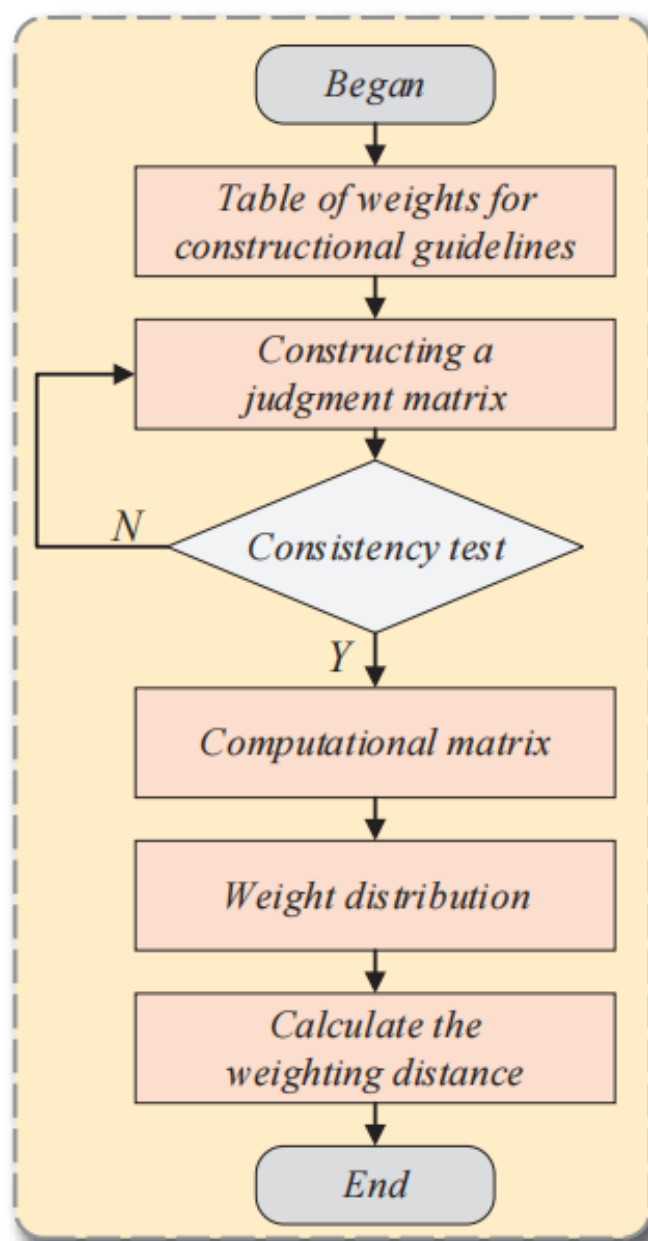 Began
Table of weights for
constructional guidelines
Constructing a
judgment matrix
N
Consistency test
Y
Computational matrix
Weight distribution
Calculate the
weighting distance
End